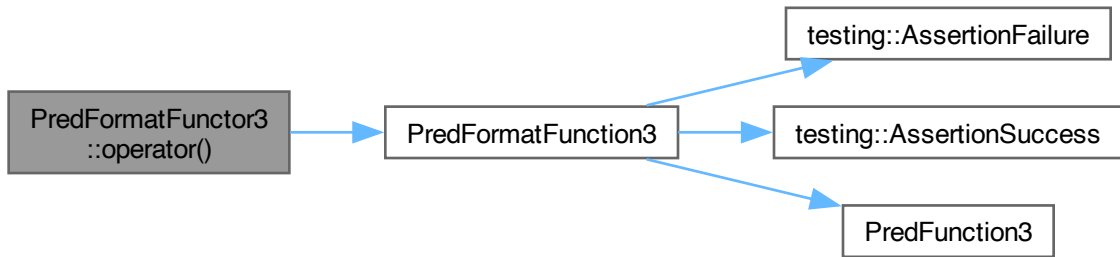 PredFormatFunctor3
::operator()
PredFormatFunction3
testing::AssertionFailure
testing::AssertionSuccess
PredFunction3